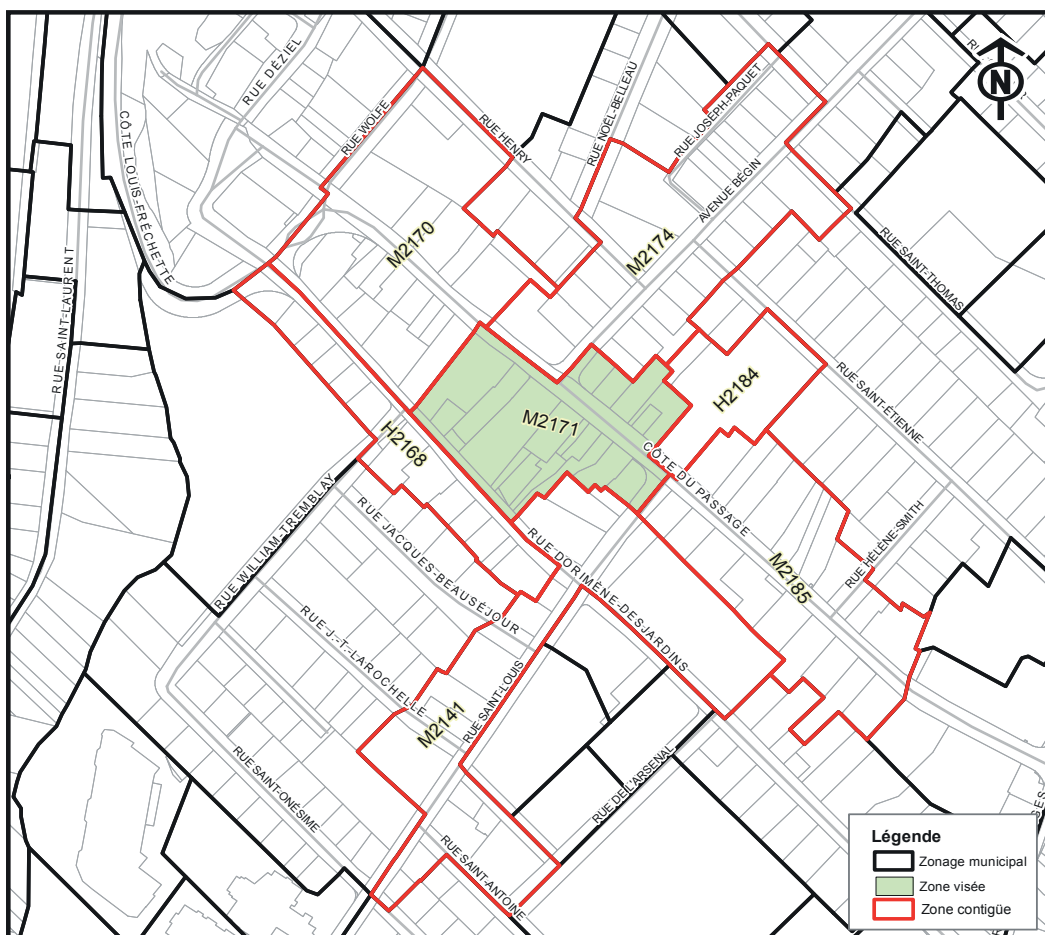 RUE DÉZIEL
CÔTE LOUIS-FRÉCHETTE
RUE WOLFE
RUE HENRY
RUE NOËL-BELLEAU
RUE JOSEPH-PAQUET
AVENUE BÉGIN
N
RUE SAINT-LAURENT
M2170
M2174
RUE SAINT-THOMAS
RUE SAINT-ÉTIENNE
H2184
M2171
H2168
CÔTE DU PASSAGE
RUE WILLIAM-TREMBLAY
RUE JACQUES-BEAUSÉJOUR
RUE DORIMÈNE-DESJARDINS
M2185
RUE HÉLÈNE-SMITH
RUE J.-T.-LAROCHELLE
RUE SAINT-LOUIS
M2141
RUE SAINT-ONÉSIME
RUE DE L'ARSENAL
RUE SAINT-ANTOINE
Légende
Zonage municipal
Zone visée
Zone contigüe